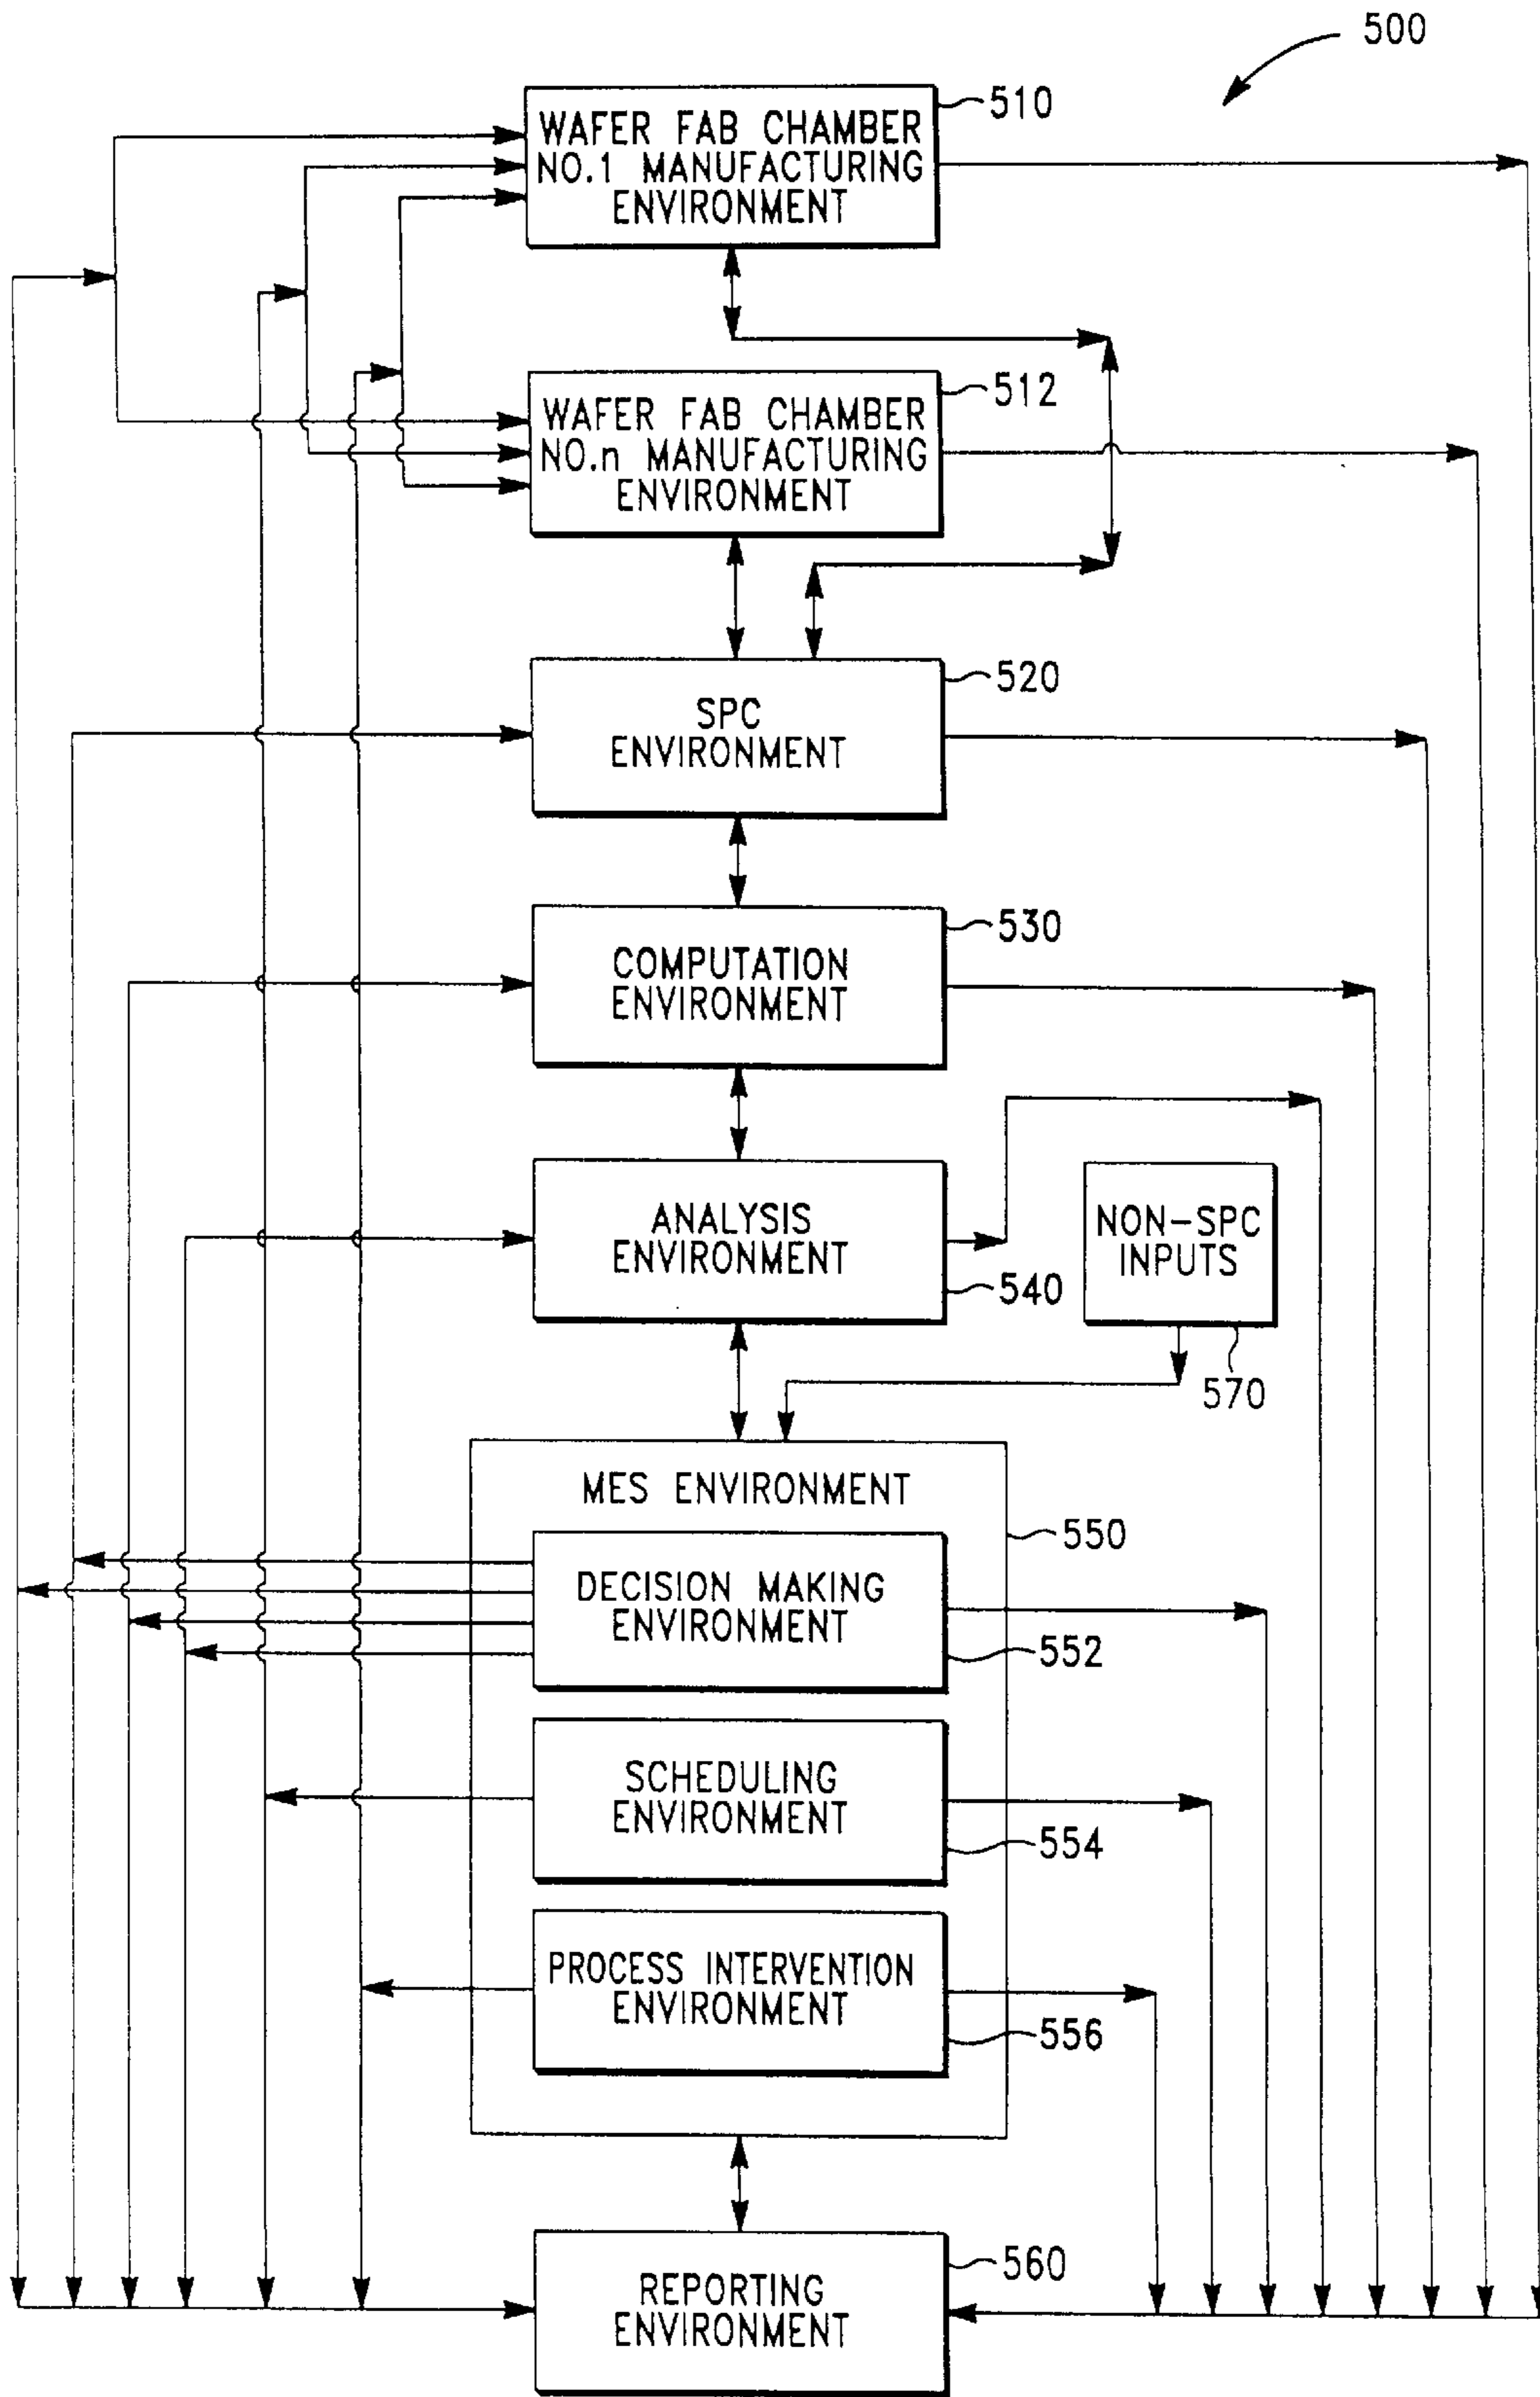 500
WAFER FAB CHAMBER
NO.1 MANUFACTURING
ENVIRONMENT
510
WAFER FAB CHAMBER
NO.n MANUFACTURING
ENVIRONMENT
512
SPC
ENVIRONMENT
520
COMPUTATION
ENVIRONMENT
530
ANALYSIS
ENVIRONMENT
540
NON-SPC
INPUTS
570
MES ENVIRONMENT
550
DECISION MAKING
ENVIRONMENT
552
SCHEDULING
ENVIRONMENT
554
PROCESS INTERVENTION
ENVIRONMENT
556
REPORTING
ENVIRONMENT
560